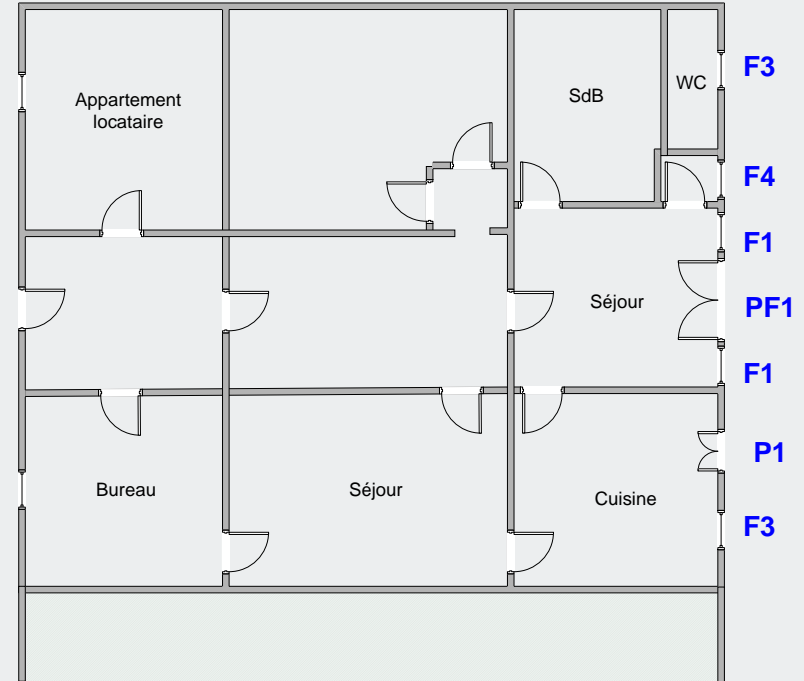 Appartement
locataire
SdB
WC
F3
F4
F1
Séjour
PF1
F1
P1
Bureau
Séjour
Cuisine
F3